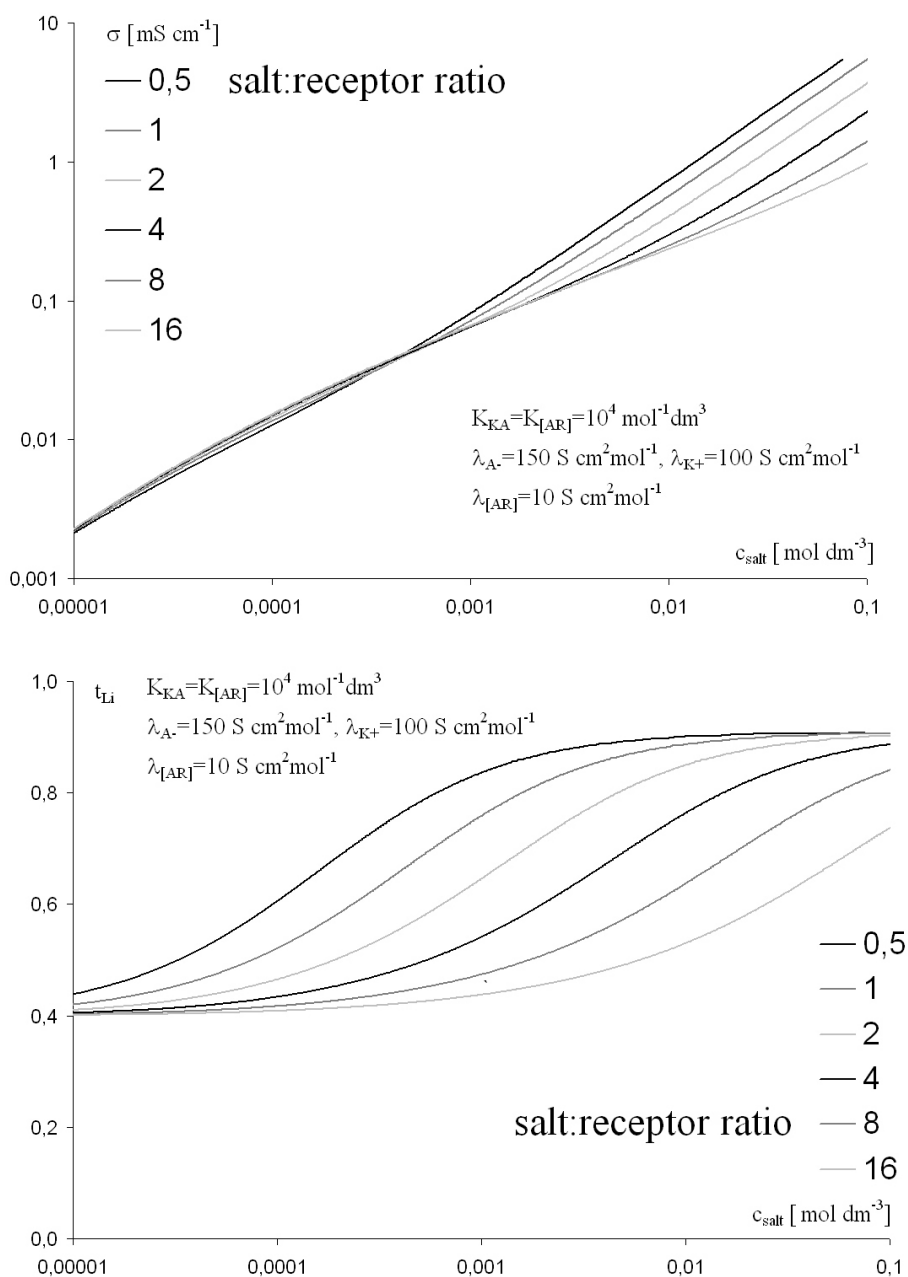 10
σ [ mS cm⁻¹]
0,5
salt:receptor ratio
1
2
4
8
16
1
0,1
0,01
0,001
K_KA=K_[AR]=10⁴ mol⁻¹dm³
λ_A-=150 S cm²mol⁻¹, λ_K+=100 S cm²mol⁻¹
λ_[AR]=10 S cm²mol⁻¹
c_salt [ mol dm⁻³]
0,00001
0,0001
0,001
0,01
0,1
1,0
t_Li
K_KA=K_[AR]=10⁴ mol⁻¹dm³
λ_A-=150 S cm²mol⁻¹, λ_K+=100 S cm²mol⁻¹
λ_[AR]=10 S cm²mol⁻¹
0,8
0,6
0,4
0,2
0,0
0,5
1
2
4
salt:receptor ratio
8
16
c_salt [ mol dm⁻³]
0,00001
0,0001
0,001
0,01
0,1